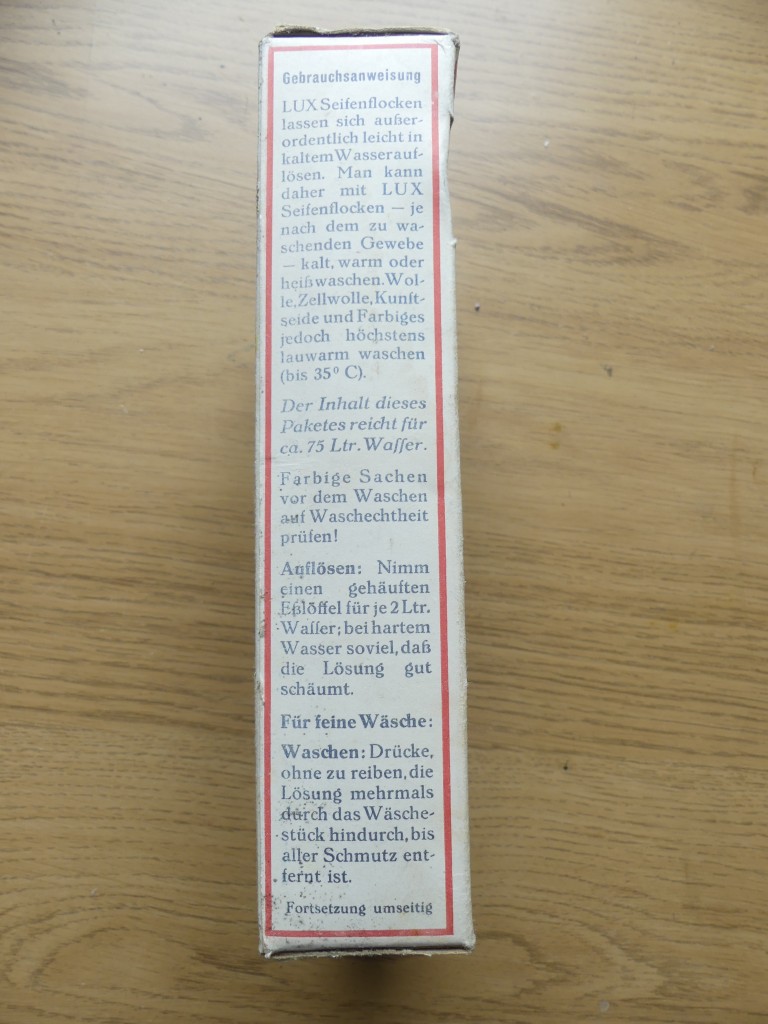 Gebrauchsanweisung
LUX Seifenflocken
lassen sich außer-
ordentlich leicht in
kaltem Wasser auf-
lösen. Man kann
daher mit LUX
Seifenflocken — je
nach dem zu wa-
schenden Gewebe
— kalt, warm oder
heiß waschen. Wol-
le, Zellwolle, Kunſt-
seide und Farbiges
jedoch höchstens
lauwarm waschen
(bis 35° C).
Der Inhalt dieses
Paketes reicht für
ca. 75 Ltr. Waſſer.
Farbige Sachen
vor dem Waschen
auf Waschechtheit
prüfen!
Auflösen: Nimm
einen gehäuften
Eßlöffel für je 2 Ltr.
Waſſer; bei hartem
Wasser soviel, daß
die Lösung gut
schäumt.
Für feine Wäsche:
Waschen: Drücke,
ohne zu reiben, die
Lösung mehrmals
durch das Wäsche-
stück hindurch, bis
aller Schmutz ent-
fernt ist.
Fortsetzung umseitig